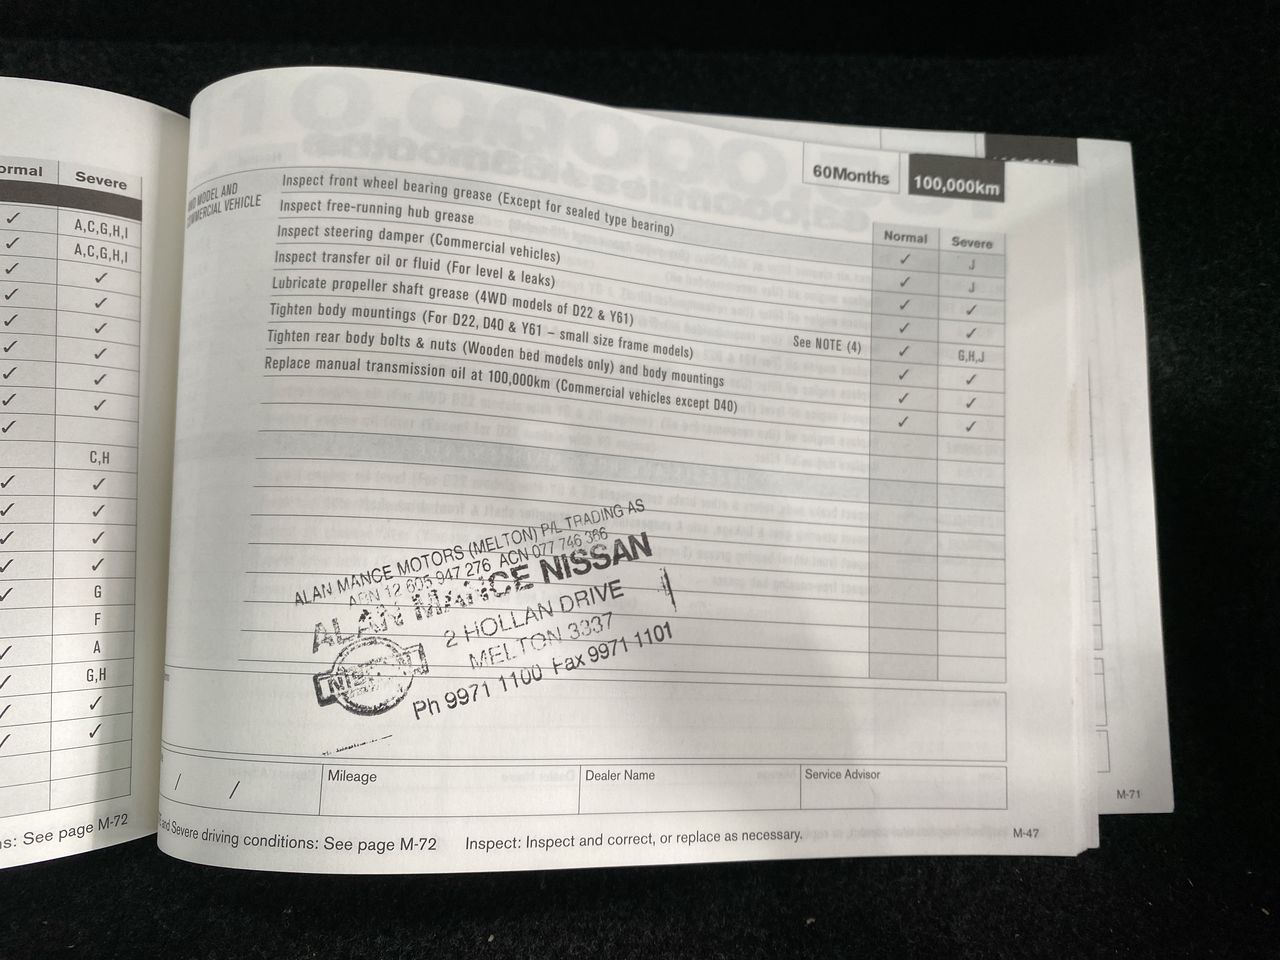 ormal Severe
✓ A,C,G,H,I
✓ A,C,G,H,I
✓ ✓
✓ ✓
✓ ✓
✓ ✓
✓ ✓
✓ ✓
✓
C,H
✓ ✓
✓ ✓
✓ ✓
✓ ✓
✓ G
F
✓ A
✓ G,H
✓ ✓
✓ ✓
ns: See page M-72
60Months 100,000km
Normal Severe
MODEL AND
COMMERCIAL VEHICLE
Inspect front wheel bearing grease (Except for sealed type bearing) ✓ J
Inspect free-running hub grease ✓ J
Inspect steering damper (Commercial vehicles) ✓ ✓
Inspect transfer oil or fluid (For level & leaks) ✓ ✓
Lubricate propeller shaft grease (4WD models of D22 & Y61) See NOTE (4) ✓ G,H,J
Tighten body mountings (For D22, D40 & Y61 – small size frame models) ✓ ✓
Tighten rear body bolts & nuts (Wooden bed models only) and body mountings ✓ ✓
Replace manual transmission oil at 100,000km (Commercial vehicles except D40) ✓ ✓
ALAN MANCE MOTORS (MELTON) P/L TRADING AS
ABN 12 605 947 276 ACN 077 746 366
ALAN MANCE NISSAN
2 HOLLAN DRIVE
MELTON 3337
NISSAN
Ph 9971 1100 Fax 9971 1101
/ / Mileage Dealer Name Service Advisor
and Severe driving conditions: See page M-72 Inspect: Inspect and correct, or replace as necessary.
M-47
M-71